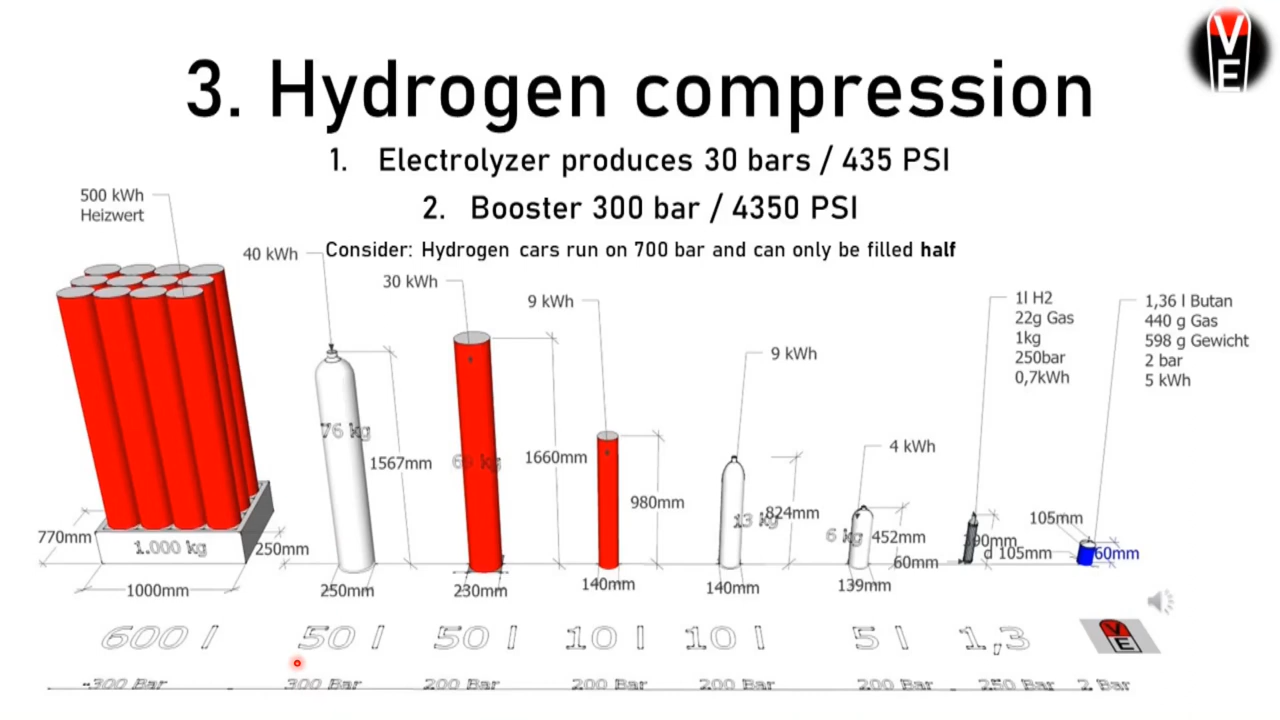 V
E
3. Hydrogen compression
1. Electrolyzer produces 30 bars / 435 PSI
2. Booster 300 bar / 4350 PSI
Consider: Hydrogen cars run on 700 bar and can only be filled half
500 kWh
Heizwert
40 kWh
30 kWh
9 kWh
9 kWh
4 kWh
1l H2
22g Gas
1kg
250bar
0,7kWh
1,36 l Butan
440 g Gas
598 g Gewicht
2 bar
5 kWh
76 kg
1567mm
1660mm
980mm
13 kg
824mm
6 kg
452mm
60mm
d 105mm
105mm
60mm
770mm
1.000 kg
250mm
1000mm
250mm
230mm
140mm
140mm
139mm
600 l
50 l
50 l
10 l
10 l
5 l
1,3
V
E
300 Bar
300 Bar
200 Bar
200 Bar
200 Bar
200 Bar
250 Bar
2 Bar